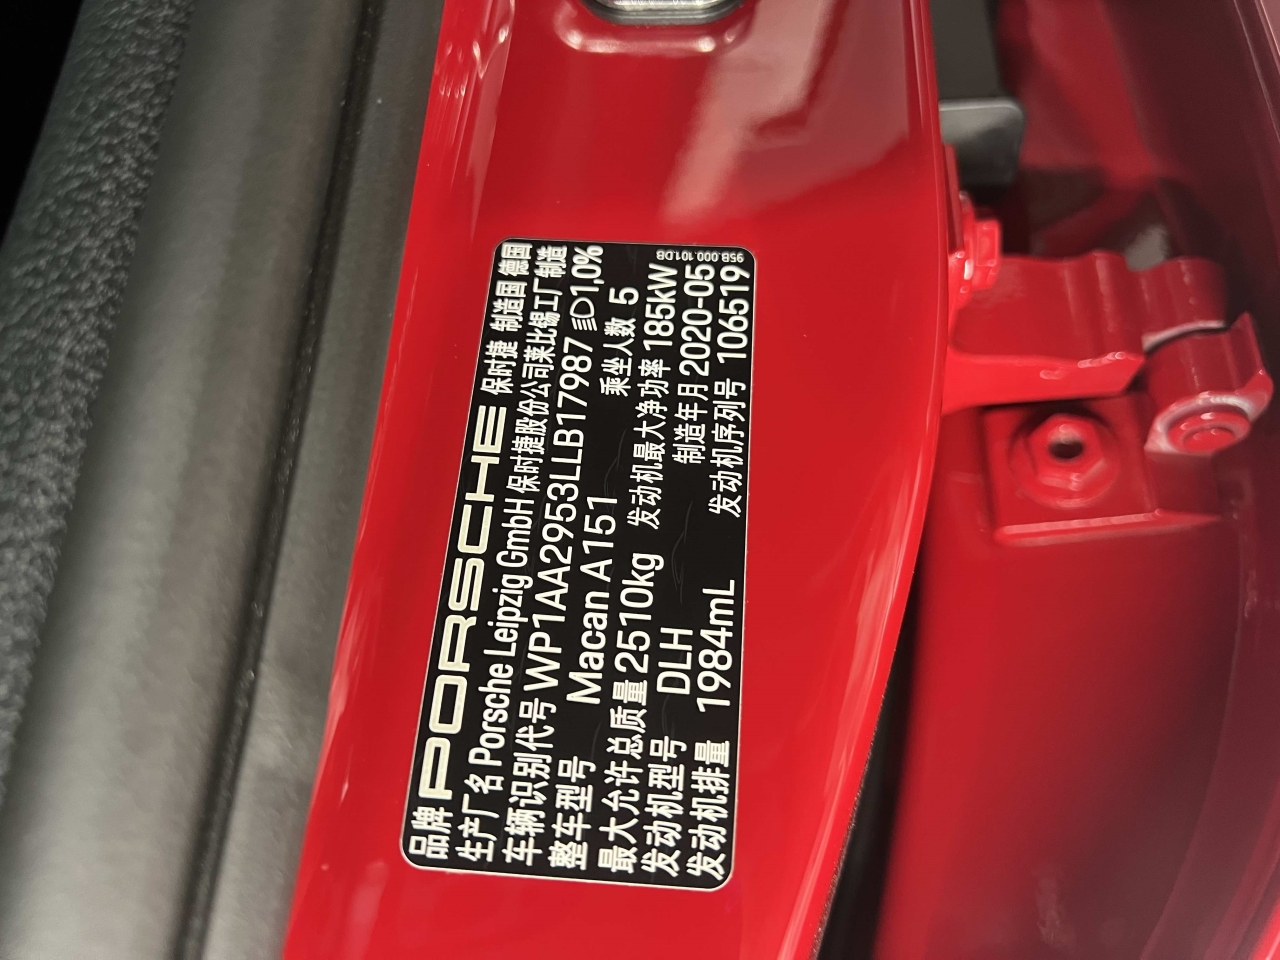 品牌 PORSCHE 保时捷 制造国 德国
生产厂名 Porsche Leipzig GmbH 保时捷股份公司莱比锡工厂制造
车辆识别代号 WP1AA2953LLB17987 1,0%
整车型号 Macan A151 乘坐人数 5
最大允许总质量 2510kg 发动机最大净功率 185kW
发动机型号 DLH 制造年月 2020-05
发动机排量 1984mL 发动机序列号 106519
95B.000.101.DB